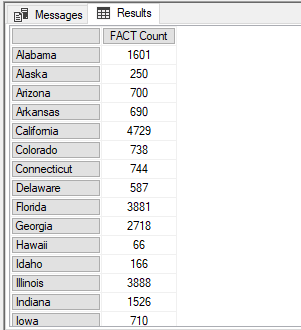 Messages Results
FACT Count
Alabama 1601
Alaska 250
Arizona 700
Arkansas 690
California 4729
Colorado 738
Connecticut 744
Delaware 587
Florida 3881
Georgia 2718
Hawaii 66
Idaho 166
Illinois 3888
Indiana 1526
Iowa 710